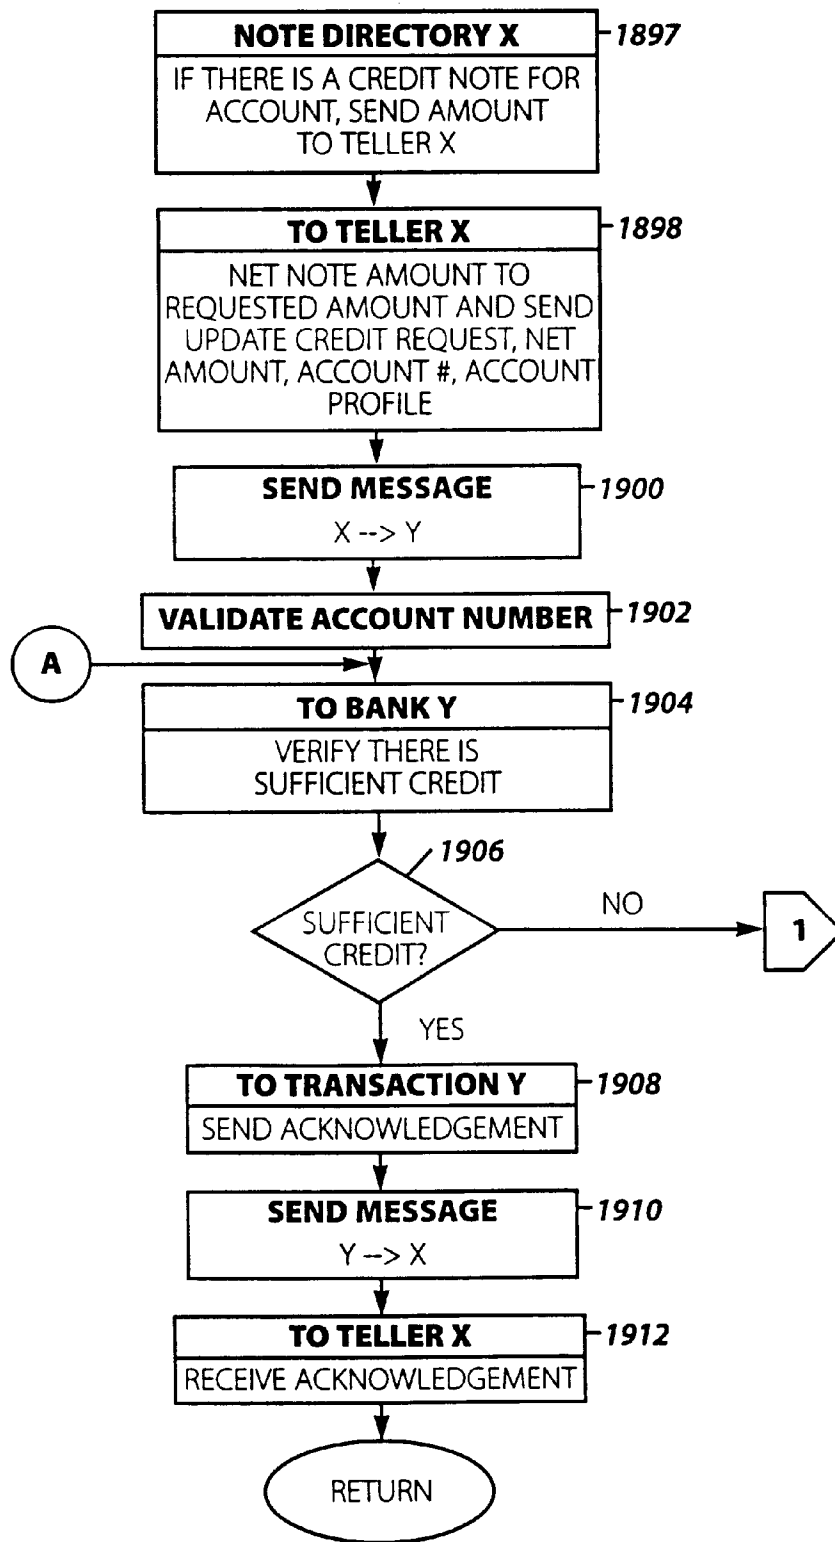 NOTE DIRECTORY X
1897
IF THERE IS A CREDIT NOTE FOR
ACCOUNT, SEND AMOUNT
TO TELLER X
TO TELLER X
1898
NET NOTE AMOUNT TO
REQUESTED AMOUNT AND SEND
UPDATE CREDIT REQUEST, NET
AMOUNT, ACCOUNT #, ACCOUNT
PROFILE
SEND MESSAGE
1900
X --> Y
VALIDATE ACCOUNT NUMBER
1902
A
TO BANK Y
1904
VERIFY THERE IS
SUFFICIENT CREDIT
1906
SUFFICIENT
CREDIT?
NO
1
YES
TO TRANSACTION Y
1908
SEND ACKNOWLEDGEMENT
SEND MESSAGE
1910
Y --> X
TO TELLER X
1912
RECEIVE ACKNOWLEDGEMENT
RETURN